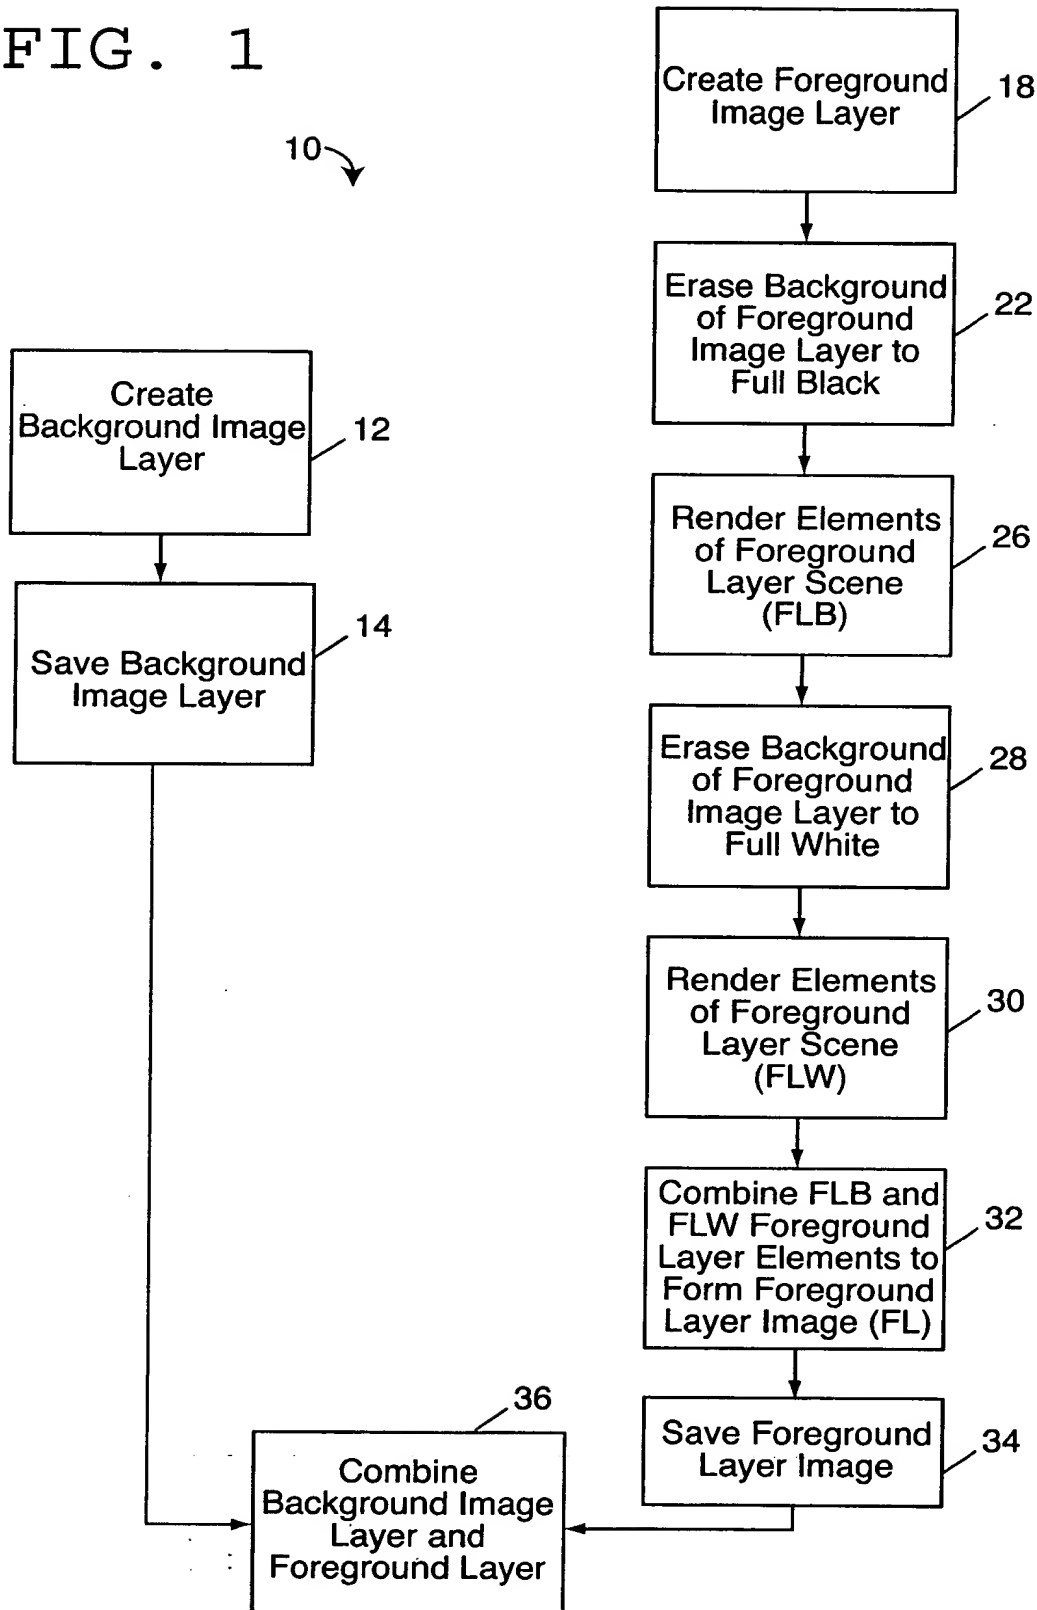 FIG. 1
10
Create
Background Image
Layer
12
Save Background
Image Layer
14
Create Foreground
Image Layer
18
Erase Background
of Foreground
Image Layer to
Full Black
22
Render Elements
of Foreground
Layer Scene
(FLB)
26
Erase Background
of Foreground
Image Layer to
Full White
28
Render Elements
of Foreground
Layer Scene
(FLW)
30
Combine FLB and
FLW Foreground
Layer Elements to
Form Foreground
Layer Image (FL)
32
Save Foreground
Layer Image
34
36
Combine
Background Image
Layer and
Foreground Layer